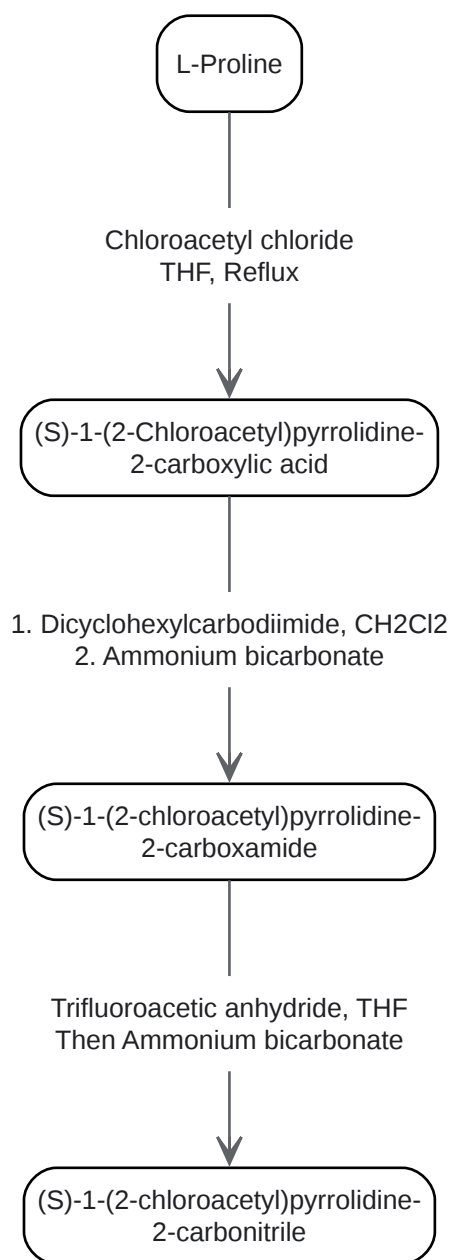 L-Proline
Chloroacetyl chloride
THF, Reflux
(S)-1-(2-Chloroacetyl)pyrrolidine-
2-carboxylic acid
1. Dicyclohexylcarbodiimide, CH2Cl2
2. Ammonium bicarbonate
(S)-1-(2-chloroacetyl)pyrrolidine-
2-carboxamide
Trifluoroacetic anhydride, THF
Then Ammonium bicarbonate
(S)-1-(2-chloroacetyl)pyrrolidine-
2-carbonitrile